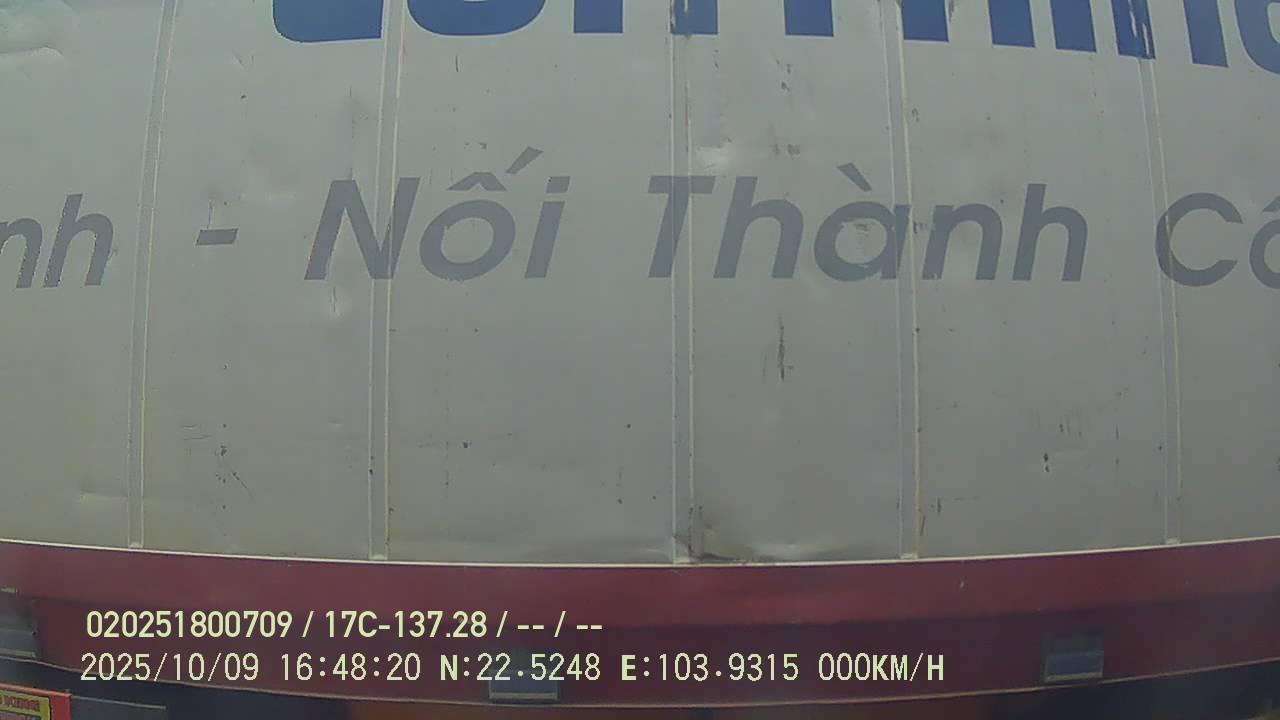 nh - Nối Thành Cô
020251800709 / 17C-137.28 / -- / --
2025/10/09 16:48:20 N:22.5248 E:103.9315 000KM/H